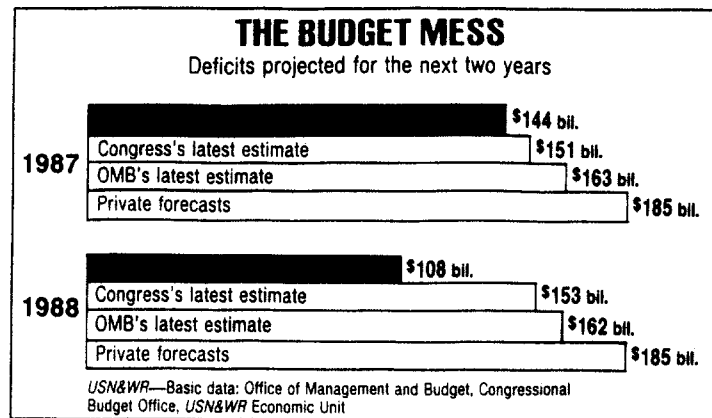 THE BUDGET MESS
Deficits projected for the next two years
1987
$144 bil.
Congress's latest estimate $151 bil.
OMB's latest estimate $163 bil.
Private forecasts $185 bil.
1988
$108 bil.
Congress's latest estimate $153 bil.
OMB's latest estimate $162 bil.
Private forecasts $185 bil.
USN&WR—Basic data: Office of Management and Budget, Congressional
Budget Office, USN&WR Economic Unit